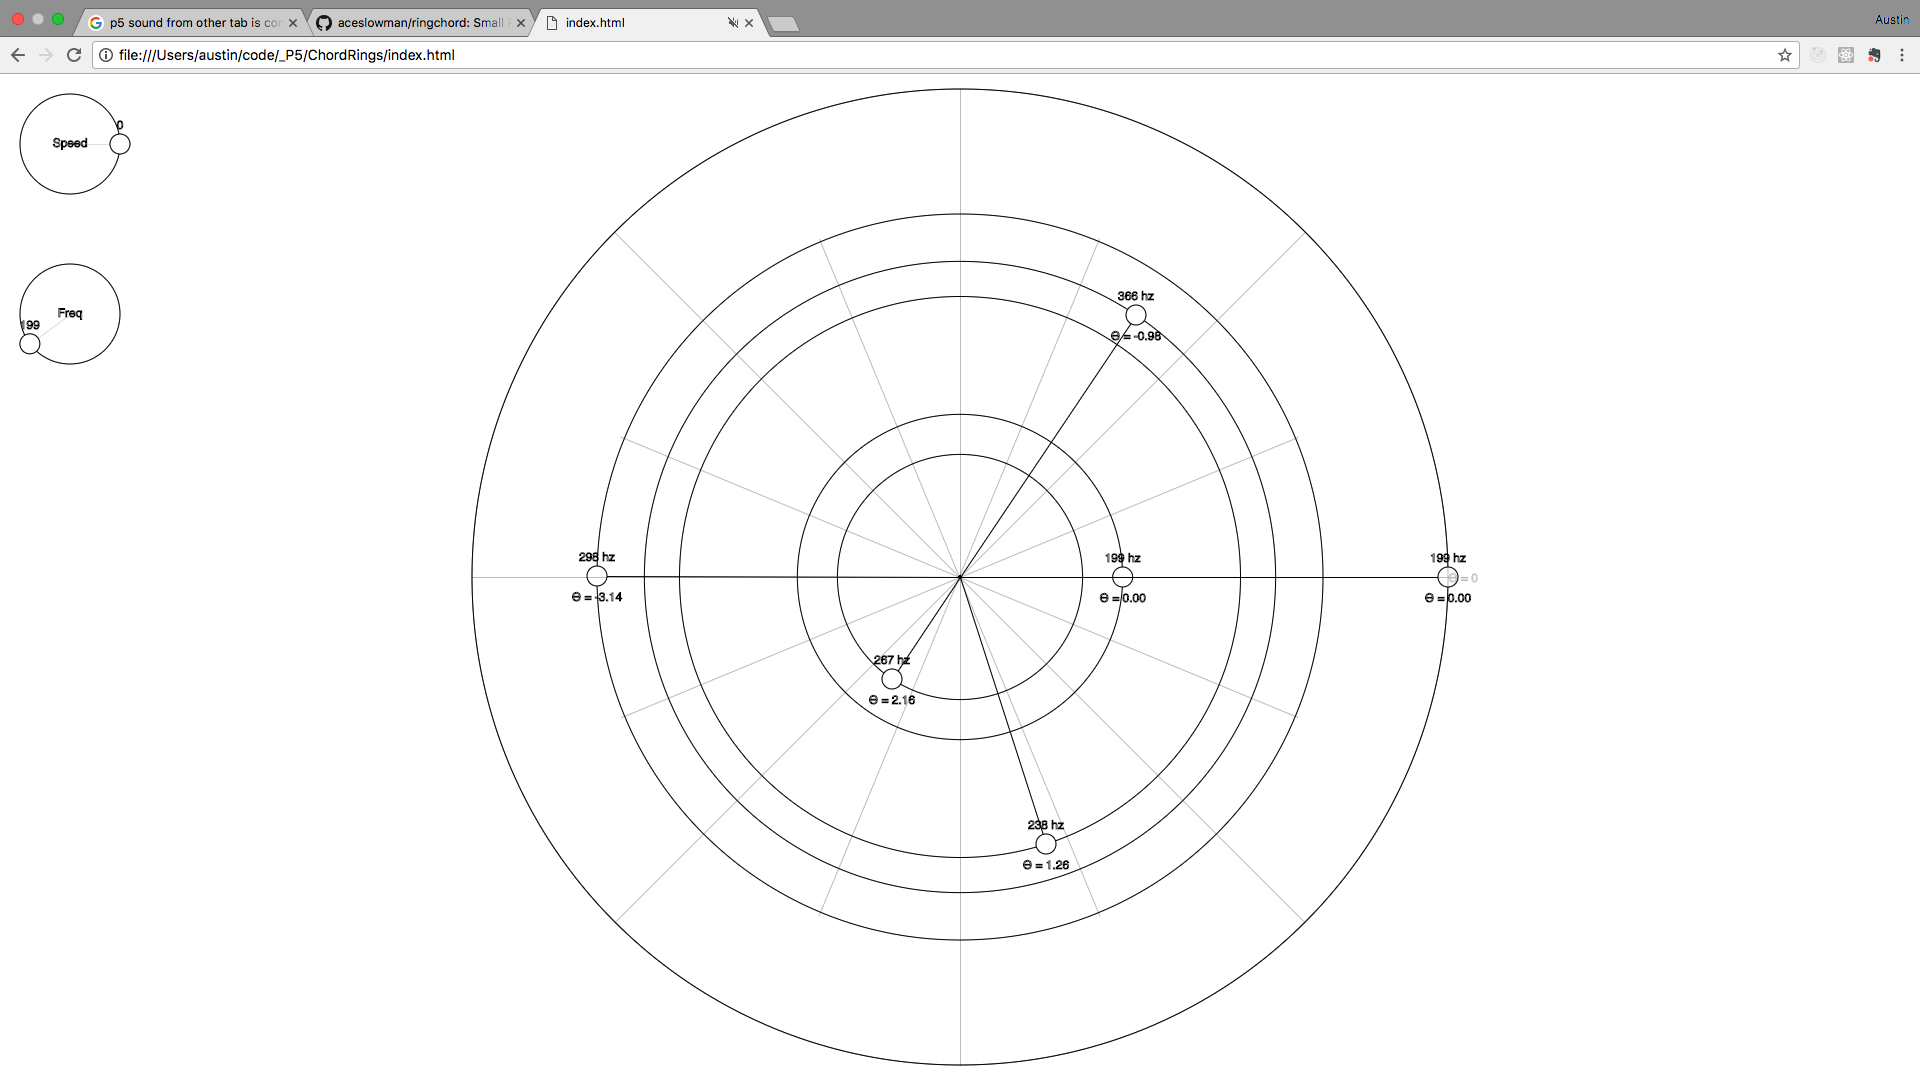 Austin
p5 sound from other tab is con
aceslowman/ringchord: Small
index.html
file:///Users/austin/code/_P5/ChordRings/index.html
0
Speed
Freq
199
366 hz
Θ = -0.98
298 hz
Θ = -3.14
199 hz
Θ = 0.00
199 hz
Θ = 0
Θ = 0.00
267 hz
Θ = 2.16
238 hz
Θ = 1.26